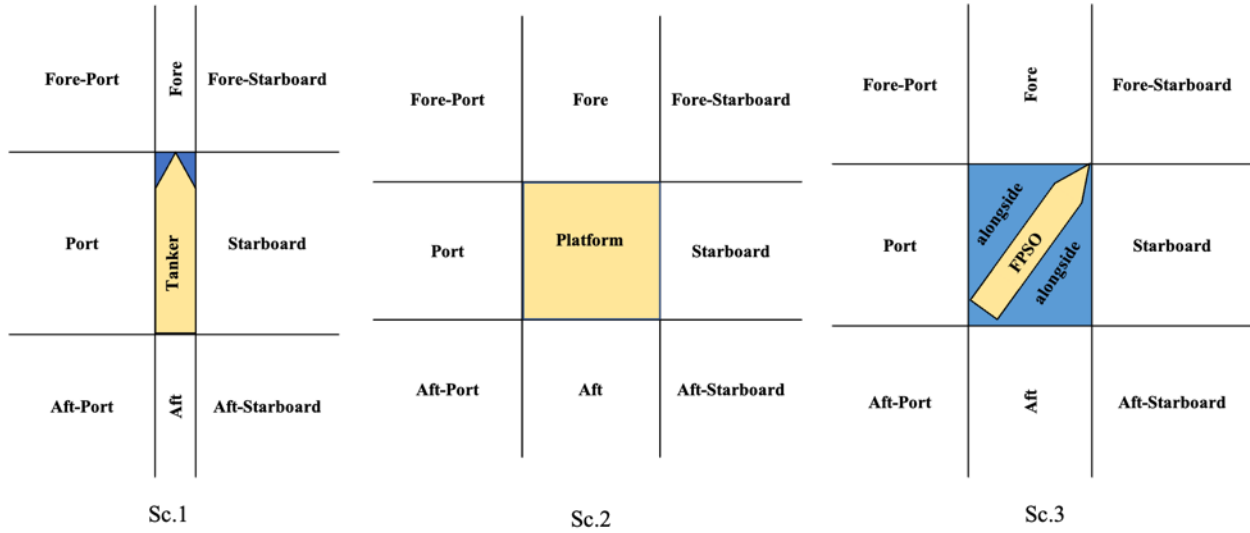 Fore-Port
Fore
Fore-Starboard
Port
Tanker
Starboard
Aft-Port
Aft
Aft-Starboard
Sc.1
Fore-Port
Fore
Fore-Starboard
Port
Platform
Starboard
Aft-Port
Aft
Aft-Starboard
Sc.2
Fore-Port
Fore
Fore-Starboard
Port
alongside
FPSO
alongside
Starboard
Aft-Port
Aft
Aft-Starboard
Sc.3